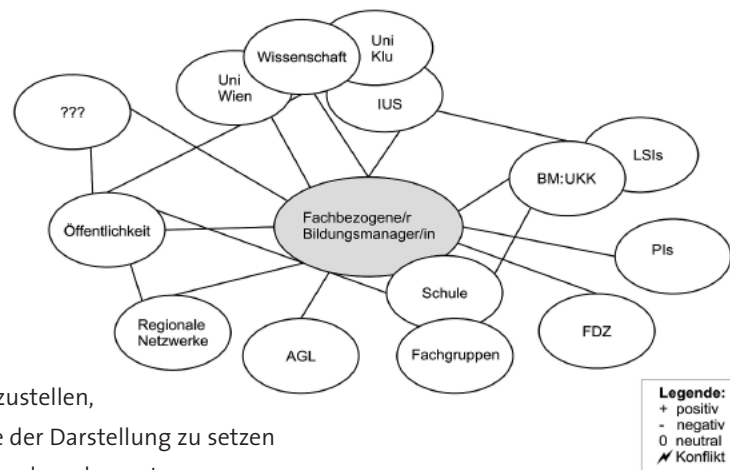 Uni
Klu
Wissenschaft
Uni
Wien
IUS
???
LSIs
BM:UKK
Öffentlichkeit
Fachbezogene/r
Bildungsmanager/in
PIs
Schule
Regionale
Netzwerke
AGL
Fachgruppen
FDZ
zustellen,
e der Darstellung zu setzen
Legende:
+ positiv
- negativ
0 neutral
Konflikt